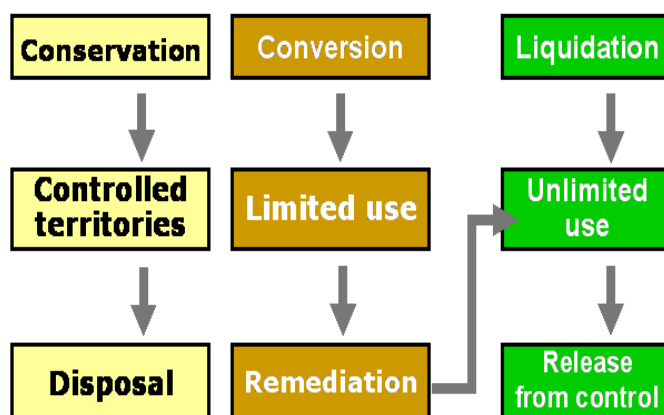 Conservation
Conversion
Liquidation
Controlled
territories
Limited use
Unlimited
use
Disposal
Remediation
Release
from control